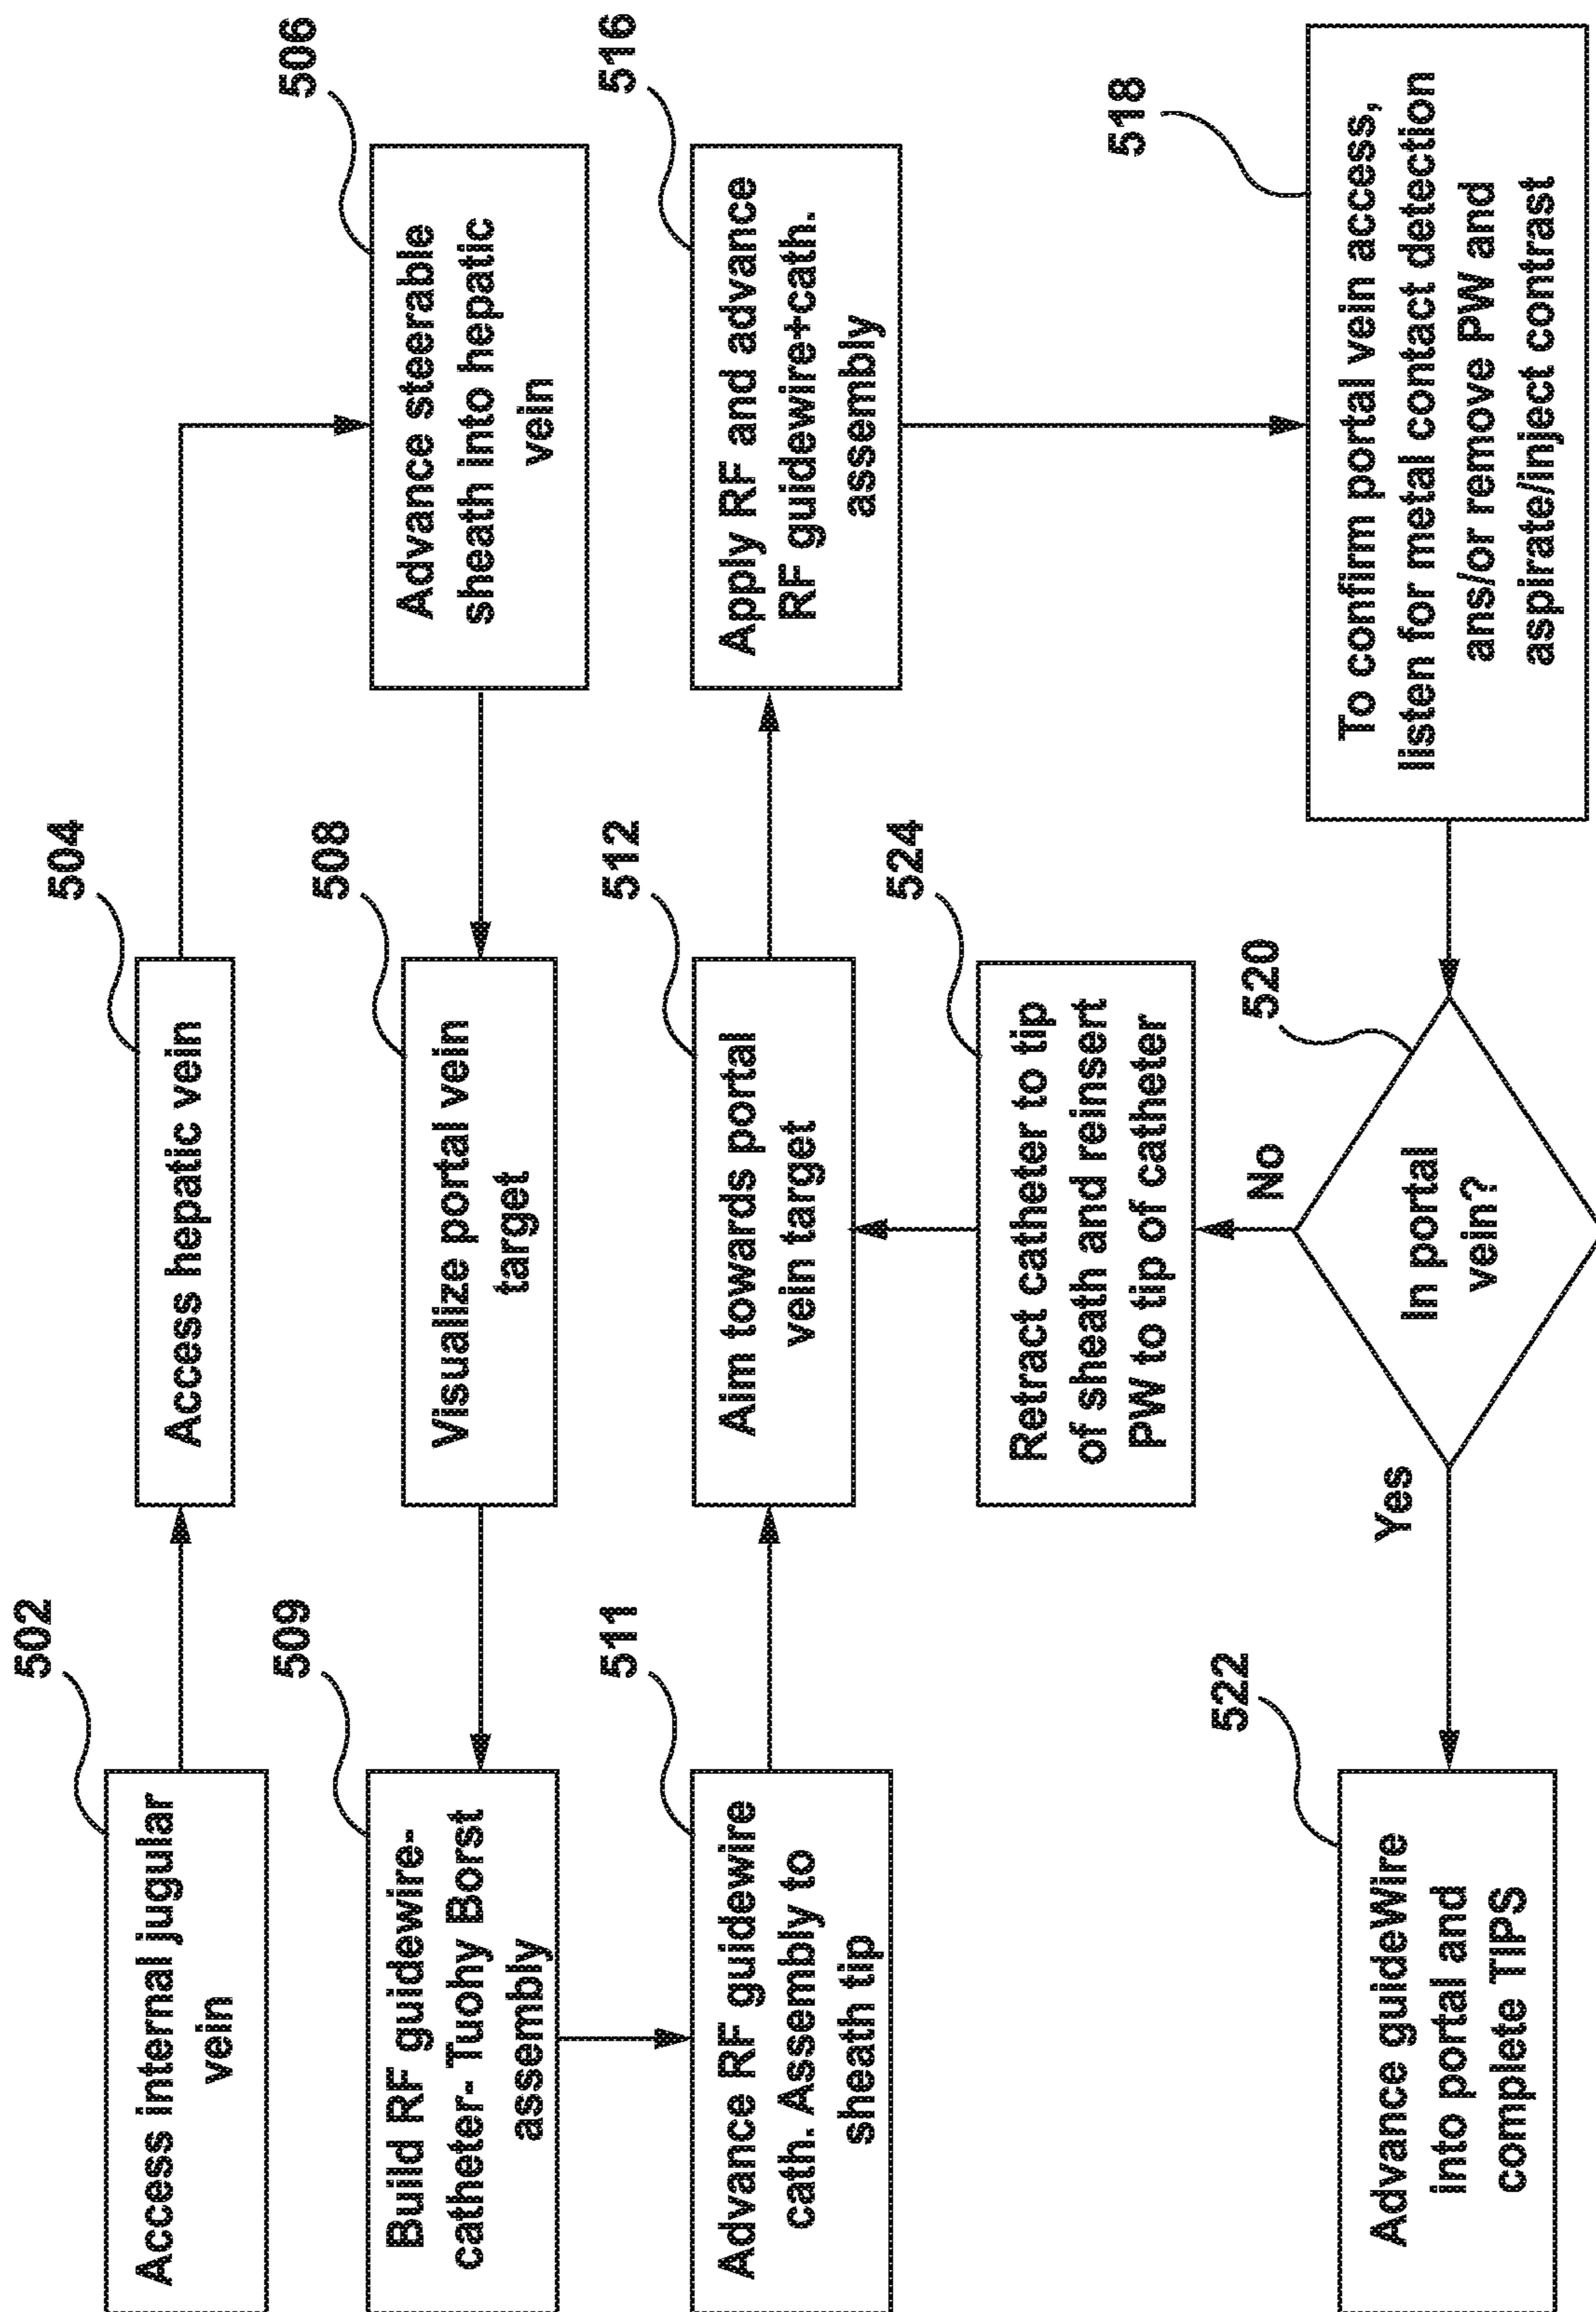 502
Access internal jugular
vein
504
Access hepatic vein
506
Advance steerable
sheath into hepatic
vein
508
Visualize portal vein
target
509
Build RF guidewire-
catheter- Tuohy Borst
assembly
511
Advance RF guidewire
cath. Assembly to
sheath tip
512
Aim towards portal
vein target
516
Apply RF and advance
RF guidewire+cath.
assembly
518
To confirm portal vein access,
listen for metal contact detection
ans/or remove PW and
aspirate/inject contrast
520
In portal
vein?
No
524
Retract catheter to tip
of sheath and reinsert
PW to tip of catheter
Yes
522
Advance guideWire
into portal and
complete TIPS